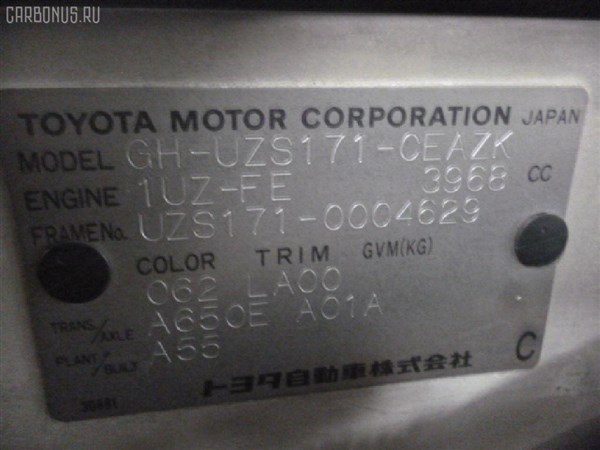 CARBONUS.RU
TOYOTA MOTOR CORPORATION JAPAN
MODEL GH-UZS171-CEAZK
ENGINE 1UZ-FE 3968 CC
FRAME No. UZS171-0004629
COLOR TRIM GVM(KG)
062 LA00
TRANS./AXLE A650E A01A
PLANT/BUILT A55
トヨタ自動車株式会社 C